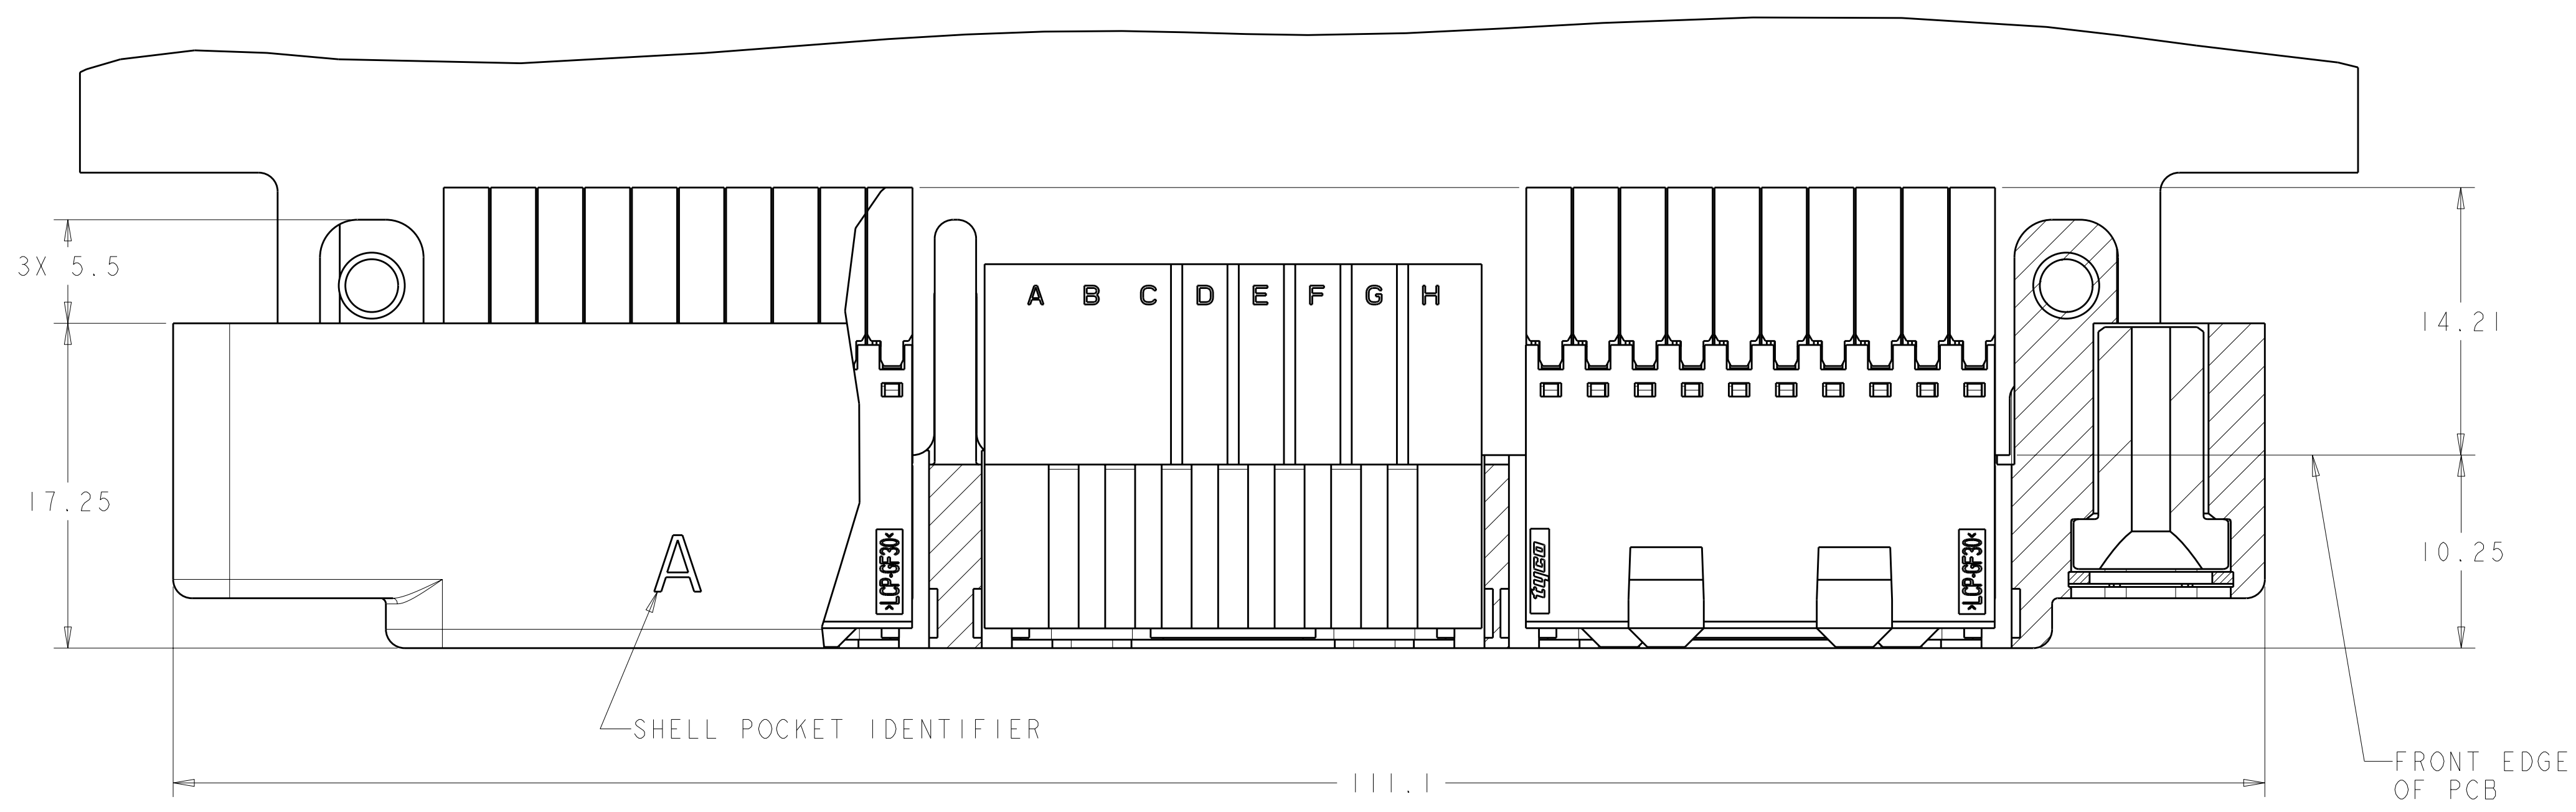 3X 5.5
A B C D E F G H
14.21
17.25
A
>LCP-GF30<
tyco
>LCP-GF30<
10.25
SHELL POCKET IDENTIFIER
FRONT EDGE
OF PCB
111.1